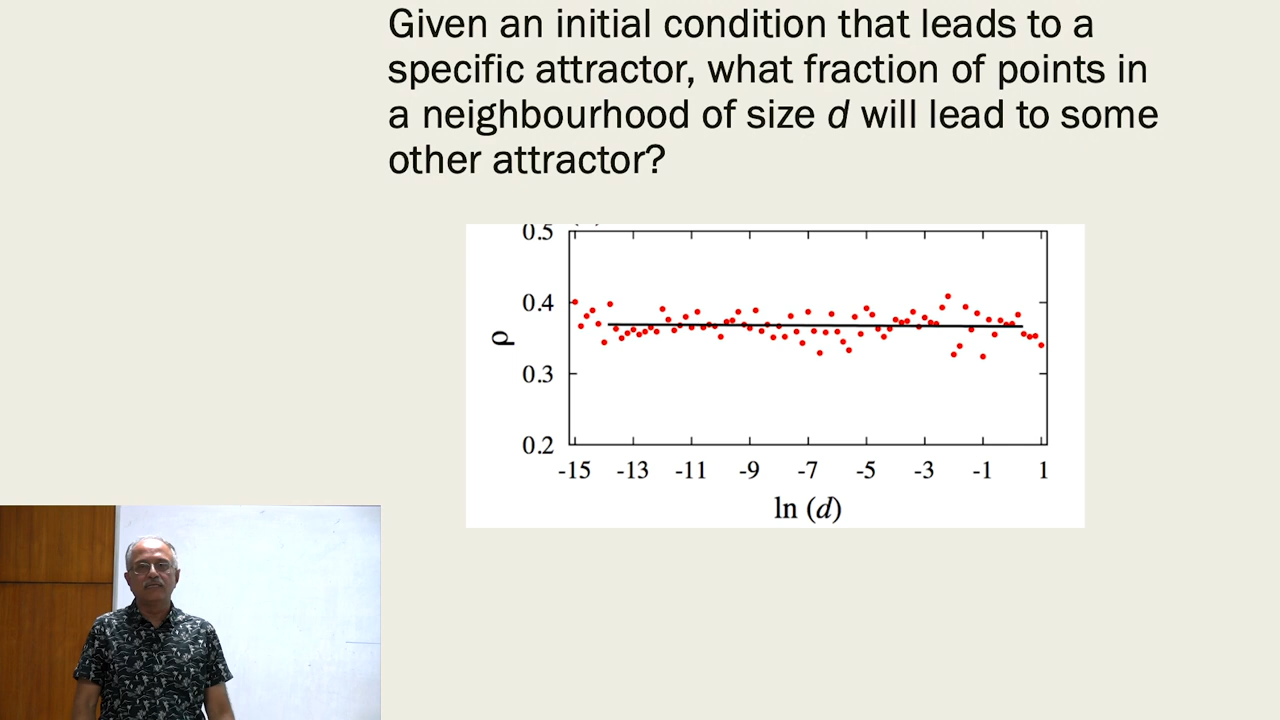 Given an initial condition that leads to a
specific attractor, what fraction of points in
a neighbourhood of size d will lead to some
other attractor?
0.5
0.4
ρ
0.3
0.2
-15 -13 -11 -9 -7 -5 -3 -1 1
ln (d)